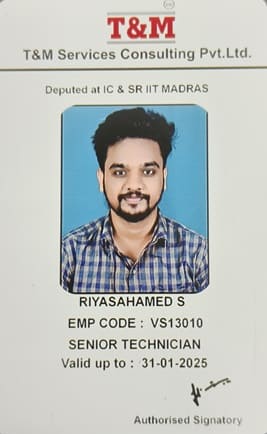 T&M
T&M Services Consulting Pvt.Ltd.
Deputed at IC & SR IIT MADRAS
RIYASAHAMED S
EMP CODE : VS13010
SENIOR TECHNICIAN
Valid up to : 31-01-2025
Authorised Signatory